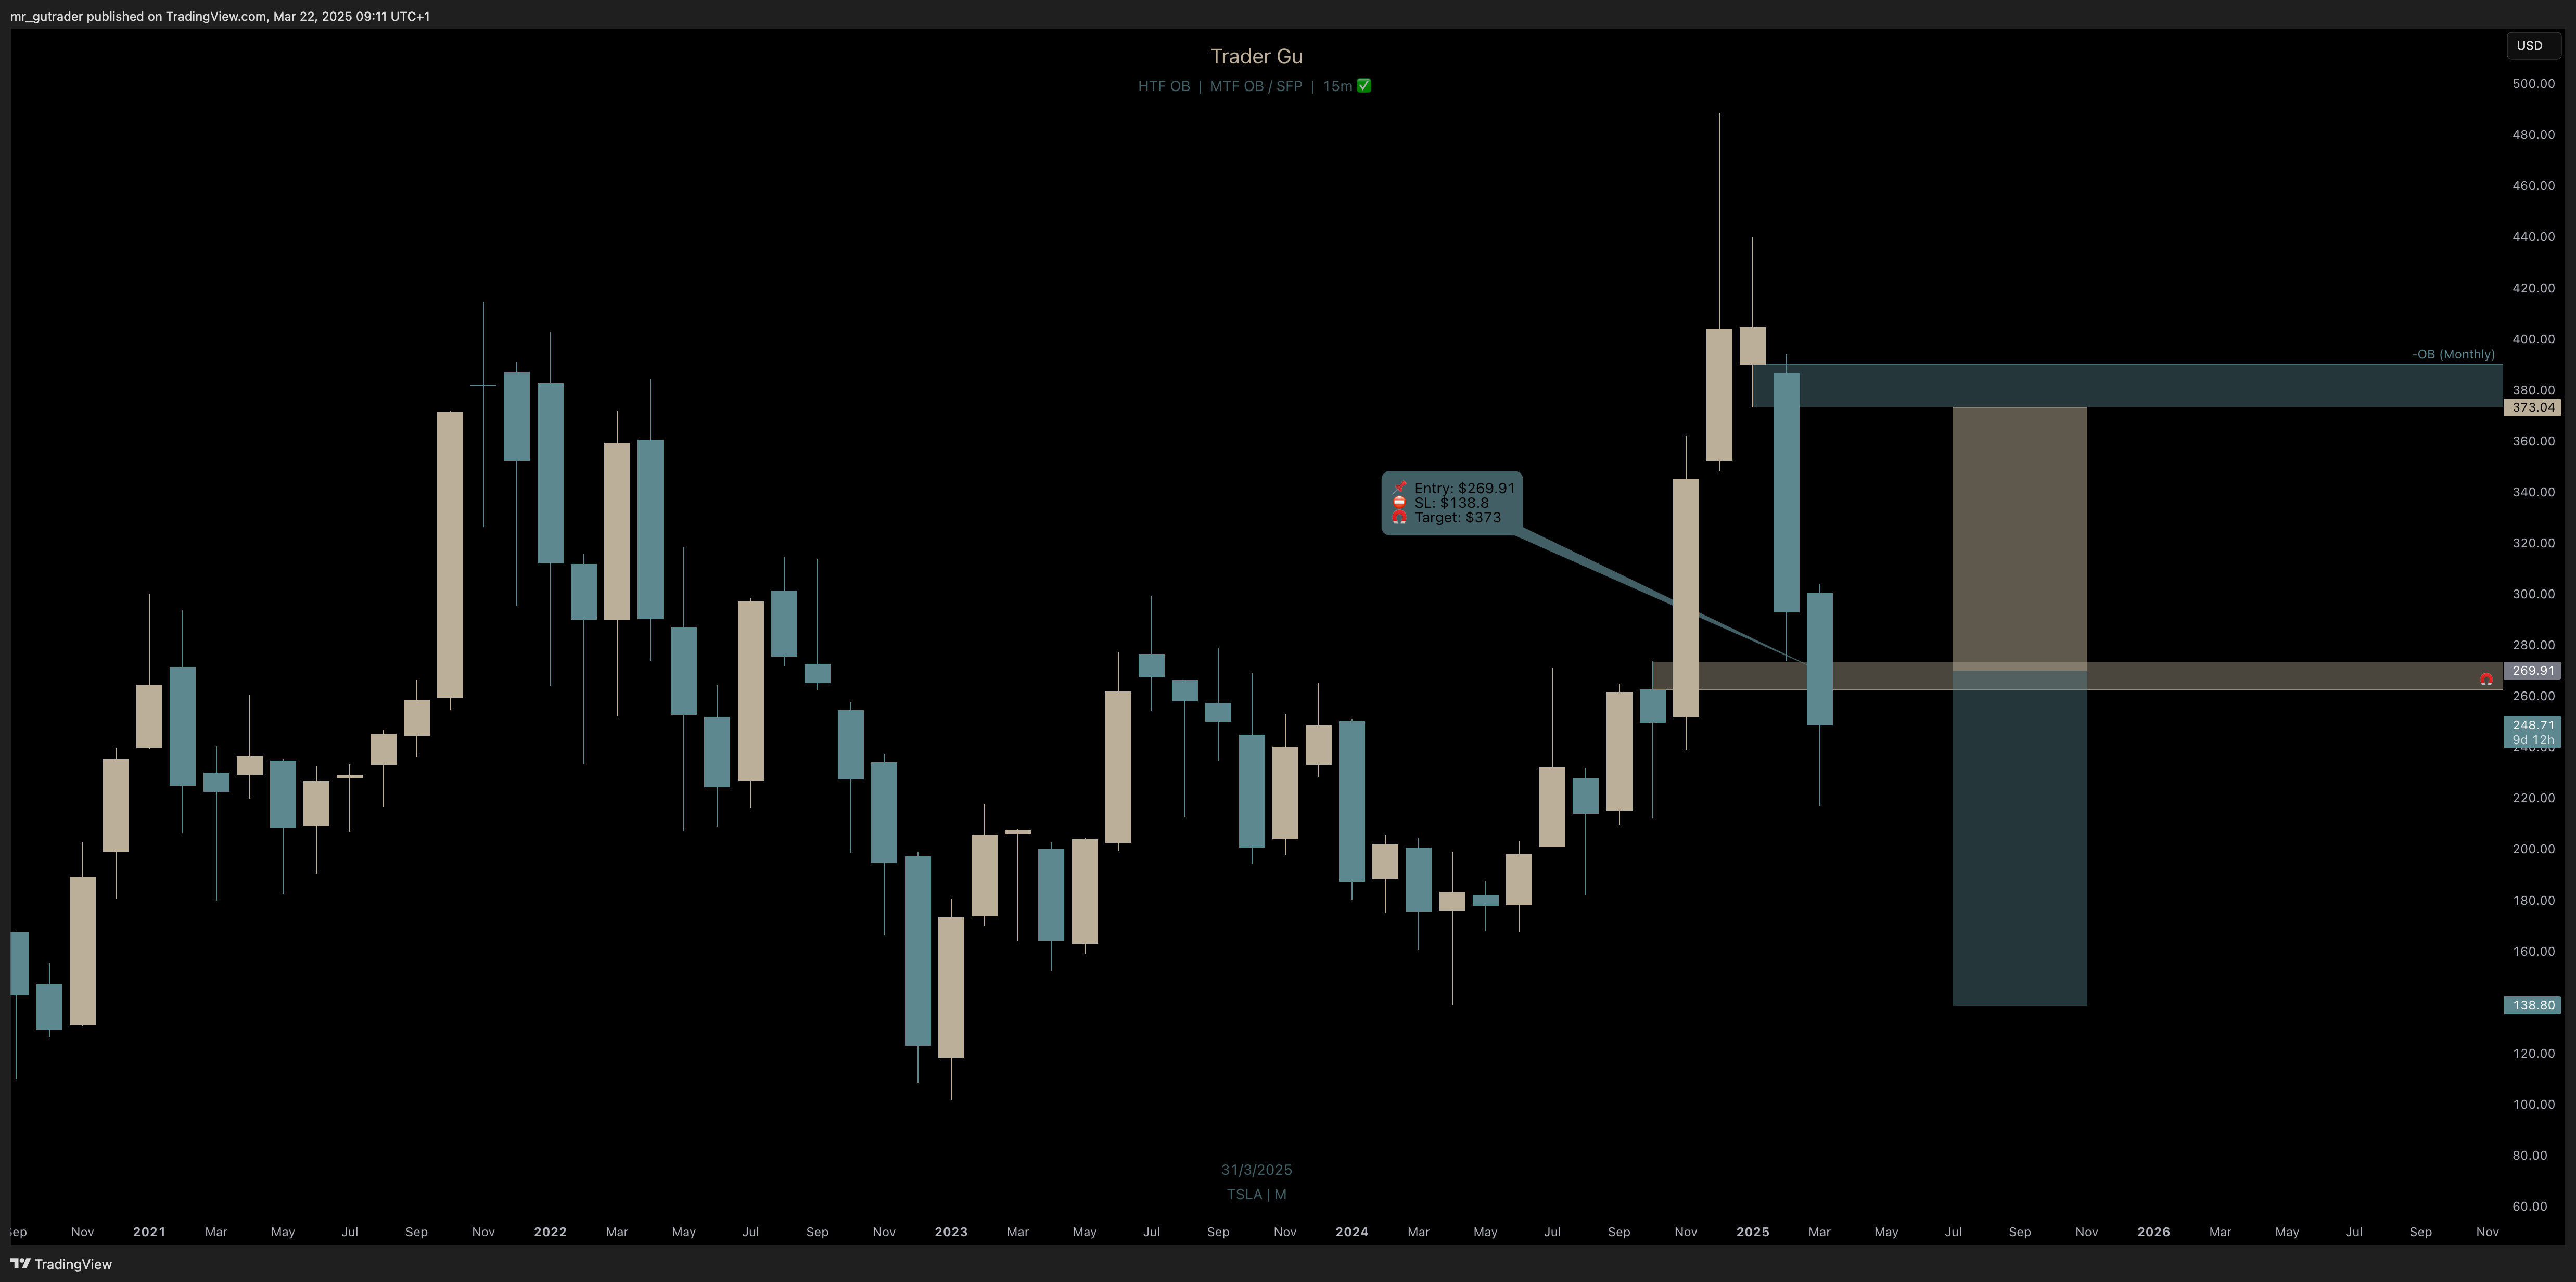 mr_gutrader published on TradingView.com, Mar 22, 2025 09:11 UTC+1
Trader Gu
HTF OB | MTF OB / SFP | 15m ✅
USD
500.00
480.00
460.00
440.00
420.00
400.00
-OB (Monthly)
380.00
373.04
360.00
340.00
📌 Entry: $269.91
⛔ SL: $138.8
🧲 Target: $373
320.00
300.00
280.00
269.91
260.00
248.71
9d 12h
240.00
220.00
200.00
180.00
160.00
138.80
120.00
100.00
80.00
60.00
31/3/2025
TSLA | M
Sep Nov 2021 Mar May Jul Sep Nov 2022 Mar May Jul Sep Nov 2023 Mar May Jul Sep Nov 2024 Mar May Jul Sep Nov 2025 Mar May Jul Sep Nov 2026 Mar May Jul Sep Nov
TradingView